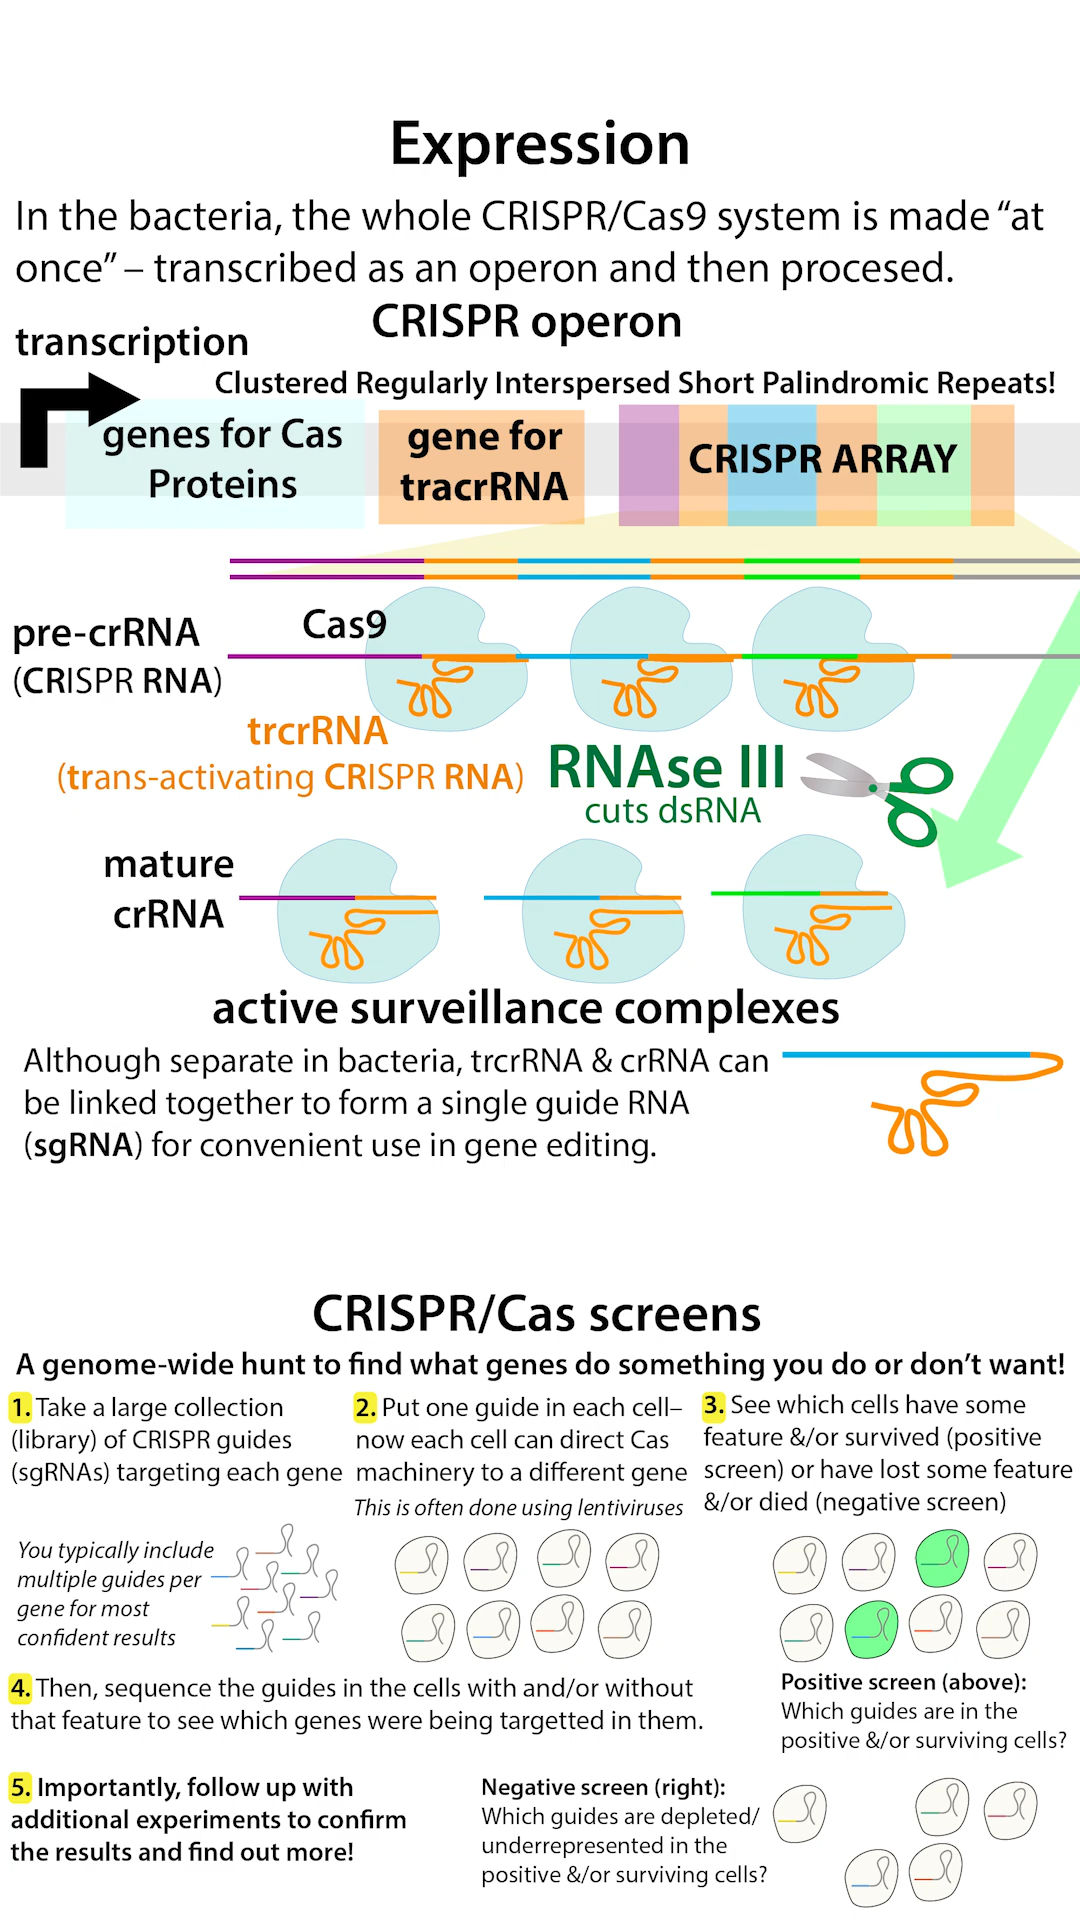 Expression
In the bacteria, the whole CRISPR/Cas9 system is made “at
once” – transcribed as an operon and then procesed.
CRISPR operon
transcription
Clustered Regularly Interspersed Short Palindromic Repeats!
genes for Cas
Proteins
gene for
tracrRNA
CRISPR ARRAY
Cas9
pre-crRNA
(CRISPR RNA)
trcrRNA
(trans-activating CRISPR RNA)
RNAse III
cuts dsRNA
mature
crRNA
active surveillance complexes
Although separate in bacteria, trcrRNA & crRNA can
be linked together to form a single guide RNA
(sgRNA) for convenient use in gene editing.
CRISPR/Cas screens
A genome-wide hunt to find what genes do something you do or don’t want!
1. Take a large collection
(library) of CRISPR guides
(sgRNAs) targeting each gene
You typically include
multiple guides per
gene for most
confident results
2. Put one guide in each cell–
now each cell can direct Cas
machinery to a different gene
This is often done using lentiviruses
3. See which cells have some
feature &/or survived (positive
screen) or have lost some feature
&/or died (negative screen)
4. Then, sequence the guides in the cells with and/or without
that feature to see which genes were being targetted in them.
Positive screen (above):
Which guides are in the
positive &/or surviving cells?
5. Importantly, follow up with
additional experiments to confirm
the results and find out more!
Negative screen (right):
Which guides are depleted/
underrepresented in the
positive &/or surviving cells?